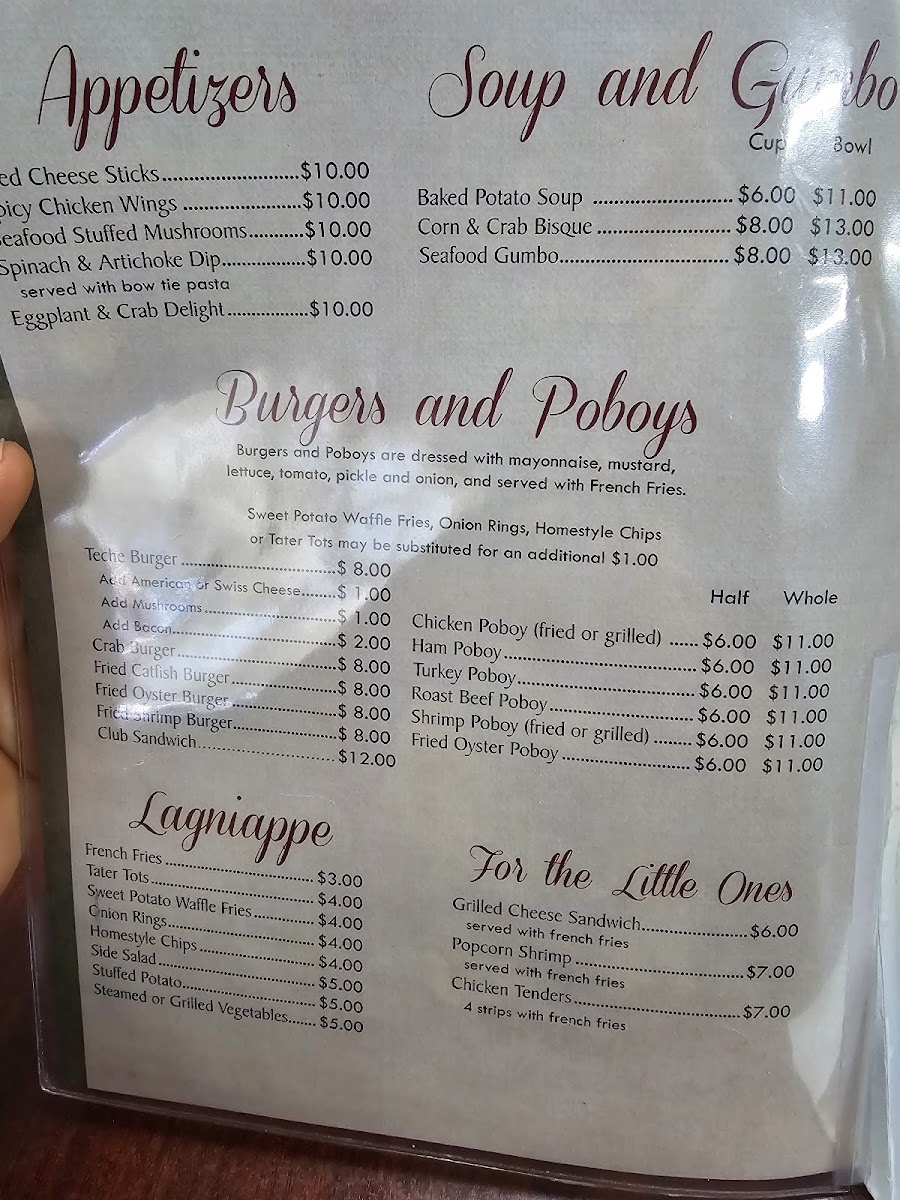 Appetizers
ed Cheese Sticks..........................$10.00
picy Chicken Wings ......................$10.00
Seafood Stuffed Mushrooms..........$10.00
Spinach & Artichoke Dip................$10.00
served with bow tie pasta
Eggplant & Crab Delight.................$10.00
Soup and Gumbo
Cup Bowl
Baked Potato Soup ......................... $6.00 $11.00
Corn & Crab Bisque ......................... $8.00 $13.00
Seafood Gumbo................................ $8.00 $13.00
Burgers and Poboys
Burgers and Poboys are dressed with mayonnaise, mustard,
lettuce, tomato, pickle and onion, and served with French Fries.
Sweet Potato Waffle Fries, Onion Rings, Homestyle Chips
or Tater Tots may be substituted for an additional $1.00
Teche Burger ..............................$ 8.00
Add American or Swiss Cheese.......$ 1.00
Add Mushrooms.........................$ 1.00
Add Bacon...............................$ 2.00
Crab Burger..............................$ 8.00
Fried Catfish Burger.....................$ 8.00
Fried Oyster Burger.....................$ 8.00
Fried Shrimp Burger.....................$ 8.00
Club Sandwich...........................$12.00
Half Whole
Chicken Poboy (fried or grilled) ......$6.00 $11.00
Ham Poboy..................................$6.00 $11.00
Turkey Poboy...............................$6.00 $11.00
Roast Beef Poboy..........................$6.00 $11.00
Shrimp Poboy (fried or grilled) ........$6.00 $11.00
Fried Oyster Poboy........................$6.00 $11.00
Lagniappe
French Fries ..............................$3.00
Tater Tots.................................$4.00
Sweet Potato Waffle Fries.............$4.00
Onion Rings..............................$4.00
Homestyle Chips.........................$4.00
Side Salad................................$5.00
Stuffed Potato...........................$5.00
Steamed or Grilled Vegetables.......$5.00
For the Little Ones
Grilled Cheese Sandwich....................$6.00
served with french fries
Popcorn Shrimp................................$7.00
served with french fries
Chicken Tenders................................$7.00
4 strips with french fries